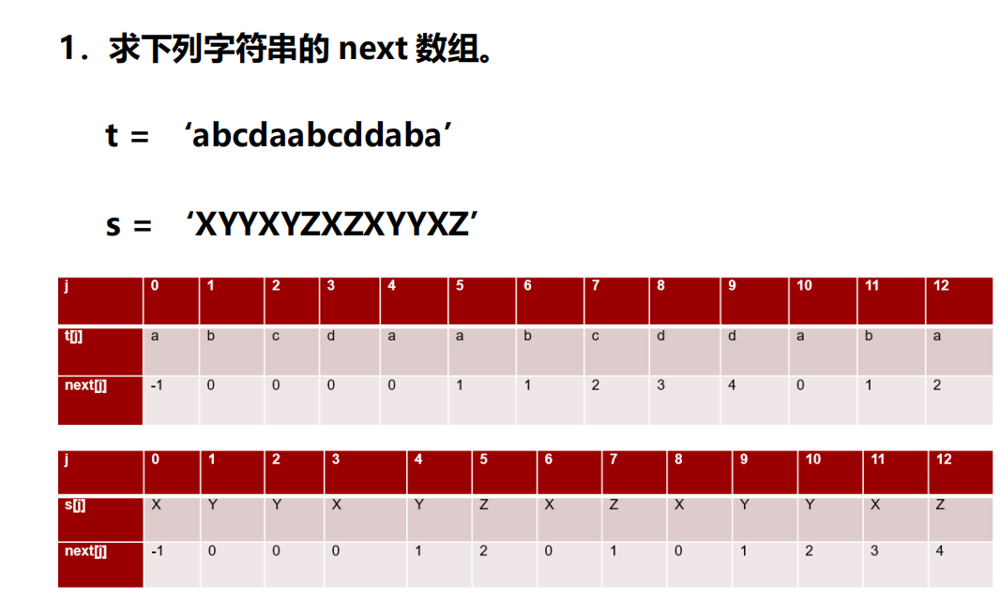 1. 求下列字符串的 next 数组。
t = ‘abcdaabcddaba’
s = ‘XYYXYZXZXYYXZ’
j 0 1 2 3 4 5 6 7 8 9 10 11 12
t[j] a b c d a a b c d d a b a
next[j] -1 0 0 0 0 1 1 2 3 4 0 1 2
j 0 1 2 3 4 5 6 7 8 9 10 11 12
s[j] X Y Y X Y Z X Z X Y Y X Z
next[j] -1 0 0 0 1 2 0 1 0 1 2 3 4